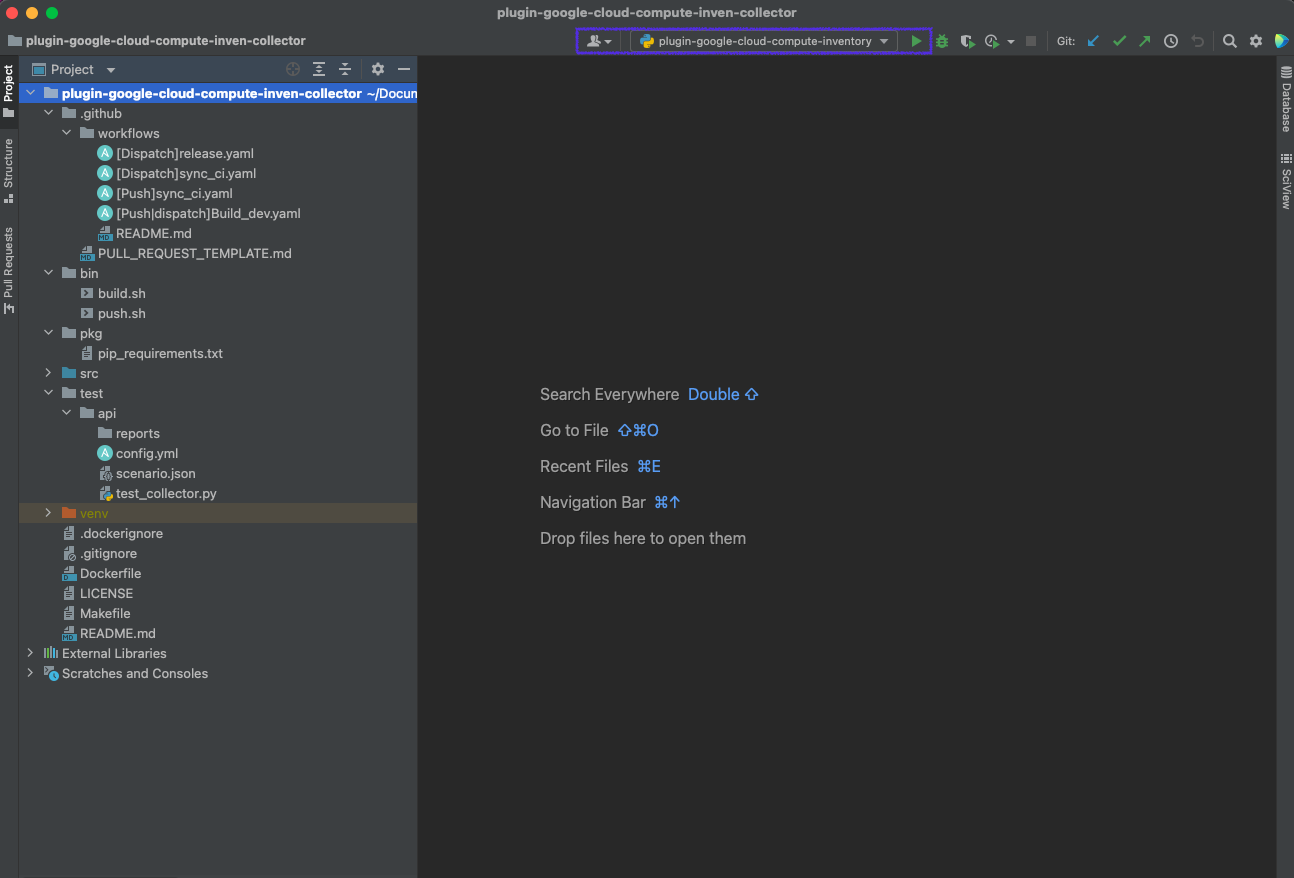 plugin-google-cloud-compute-inven-collector
plugin-google-cloud-compute-inven-collector
plugin-google-cloud-compute-inventory
Git:
Project
Project
Structure
Pull Requests
plugin-google-cloud-compute-inven-collector ~/Docun
.github
workflows
[Dispatch]release.yaml
[Dispatch]sync_ci.yaml
[Push]sync_ci.yaml
[Push|dispatch]Build_dev.yaml
README.md
PULL_REQUEST_TEMPLATE.md
bin
build.sh
push.sh
pkg
pip_requirements.txt
src
test
api
reports
config.yml
scenario.json
test_collector.py
venv
.dockerignore
.gitignore
Dockerfile
LICENSE
Makefile
README.md
External Libraries
Scratches and Consoles
Search Everywhere Double ⇧
Go to File ⇧⌘O
Recent Files ⌘E
Navigation Bar ⌘↑
Drop files here to open them
Database
SciView